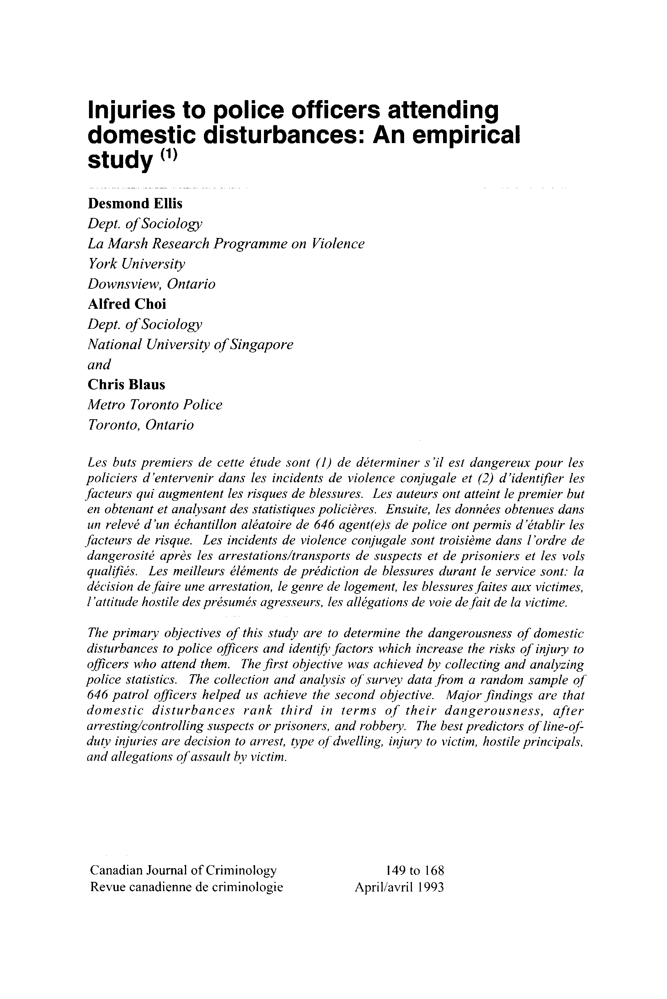 Injuries to police officers attending
domestic disturbances: An empirical
study (1)
Desmond Ellis
Dept. of Sociology
La Marsh Research Programme on Violence
York University
Downsview, Ontario
Alfred Choi
Dept. of Sociology
National University of Singapore
and
Chris Blaus
Metro Toronto Police
Toronto, Ontario
Les buts premiers de cette étude sont (1) de déterminer s'il est dangereux pour les
policiers d'entervenir dans les incidents de violence conjugale et (2) d'identifier les
facteurs qui augmentent les risques de blessures. Les auteurs ont atteint le premier but
en obtenant et analysant des statistiques policières. Ensuite, les données obtenues dans
un relevé d'un échantillon aléatoire de 646 agent(e)s de police ont permis d'établir les
facteurs de risque. Les incidents de violence conjugale sont troisième dans l'ordre de
dangerosité après les arrestations/transports de suspects et de prisoniers et les vols
qualifiés. Les meilleurs éléments de prédiction de blessures durant le service sont: la
décision de faire une arrestation, le genre de logement, les blessures faites aux victimes,
l'attitude hostile des présumés agresseurs, les allégations de voie de fait de la victime.
The primary objectives of this study are to determine the dangerousness of domestic
disturbances to police officers and identify factors which increase the risks of injury to
officers who attend them. The first objective was achieved by collecting and analyzing
police statistics. The collection and analysis of survey data from a random sample of
646 patrol officers helped us achieve the second objective. Major findings are that
domestic disturbances rank third in terms of their dangerousness, after
arresting/controlling suspects or prisoners, and robbery. The best predictors of line-of-
duty injuries are decision to arrest, type of dwelling, injury to victim, hostile principals,
and allegations of assault by victim.
Canadian Journal of Criminology 149 to 168
Revue canadienne de criminologie April/avril 1993